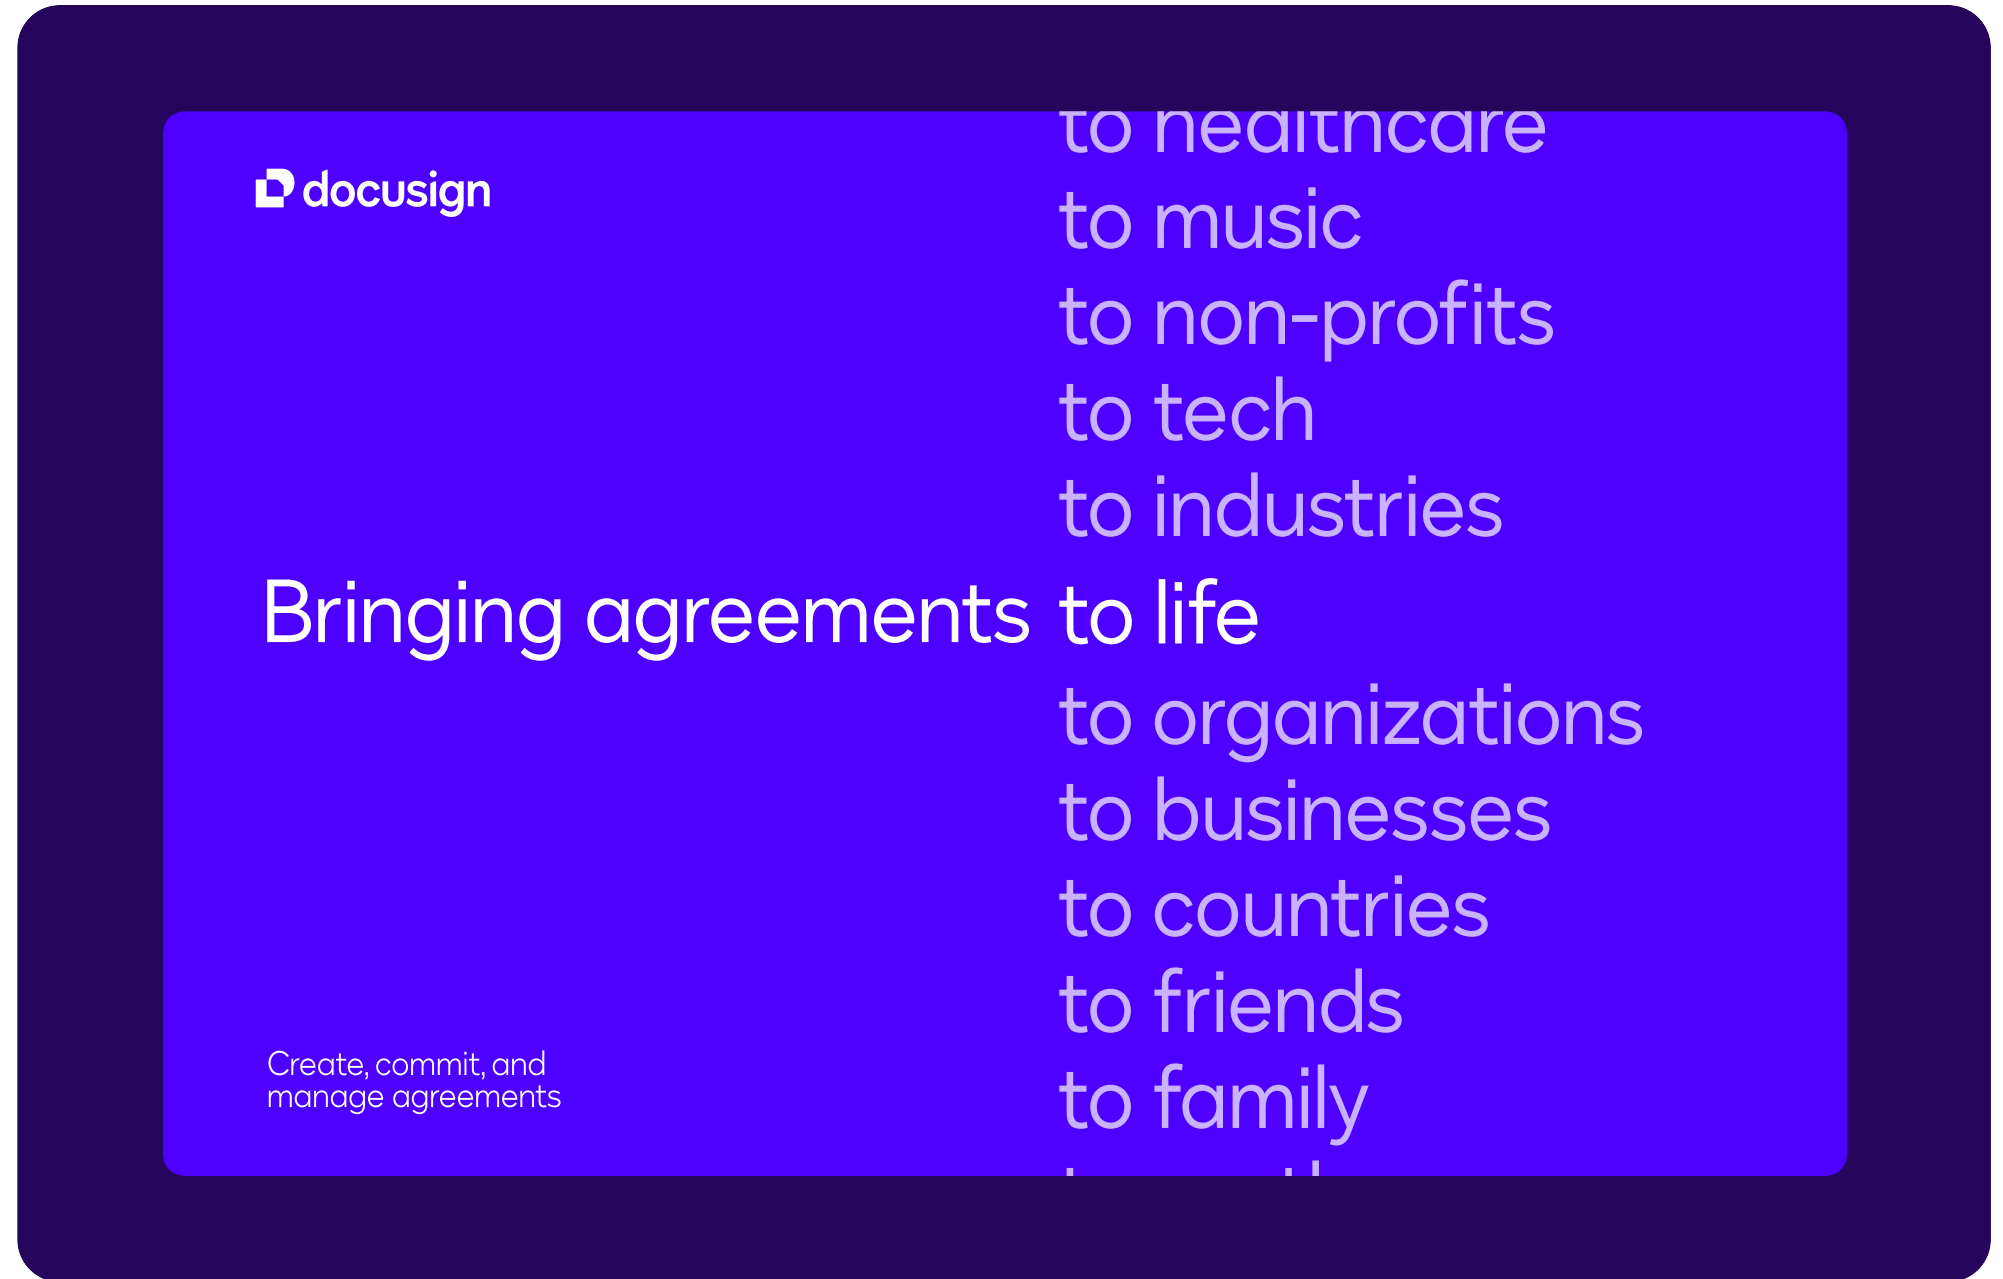 docusign
to healthcare
to music
to non-profits
to tech
to industries
Bringing agreements to life
to organizations
to businesses
to countries
to friends
to family
Create, commit, and
manage agreements